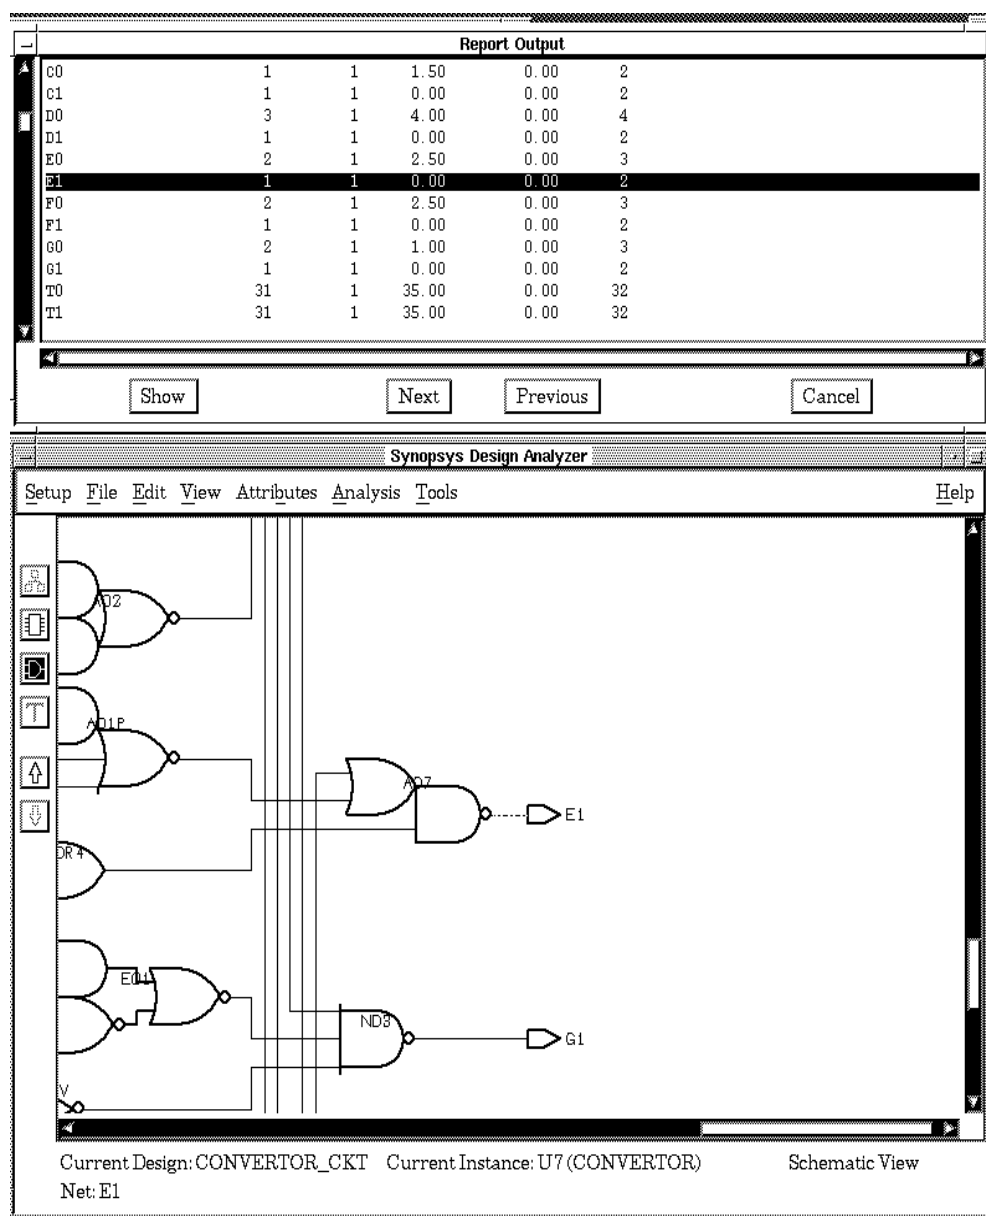 Report Output
C0 1 1 1.50 0.00 2
C1 1 1 0.00 0.00 2
D0 3 1 4.00 0.00 4
D1 1 1 0.00 0.00 2
E0 2 1 2.50 0.00 3
E1 1 1 0.00 0.00 2
F0 2 1 2.50 0.00 3
F1 1 1 0.00 0.00 2
G0 2 1 1.00 0.00 3
G1 1 1 0.00 0.00 2
T0 31 1 35.00 0.00 32
T1 31 1 35.00 0.00 32
Show Next Previous Cancel
Synopsys Design Analyzer
Setup File Edit View Attributes Analysis Tools Help
AO2
AO1P
AO7
E1
OR4
EO1
ND3
G1
V
Current Design: CONVERTOR_CKT Current Instance: U7 (CONVERTOR) Schematic View
Net: E1